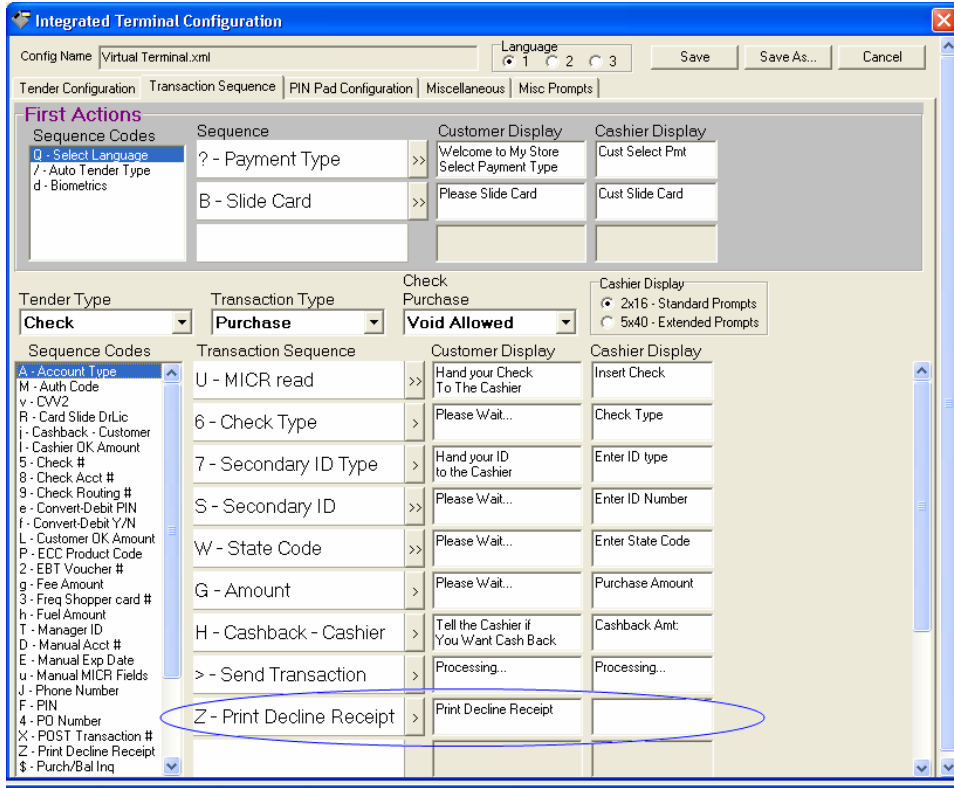 Integrated Terminal Configuration
Config Name Virtual Terminal.xml
Language
1 2 3
Save Save As... Cancel
Tender Configuration Transaction Sequence PIN Pad Configuration Miscellaneous Misc Prompts
First Actions
Sequence Codes Sequence Customer Display Cashier Display
Q - Select Language
/ - Auto Tender Type
d - Biometrics
? - Payment Type >> Welcome to My Store
Select Payment Type
Cust Select Pmt
B - Slide Card >> Please Slide Card Cust Slide Card
Tender Type Transaction Type Check
Purchase
Check Purchase Void Allowed
Cashier Display
2x16 - Standard Prompts
5x40 - Extended Prompts
Sequence Codes Transaction Sequence Customer Display Cashier Display
A - Account Type
M - Auth Code
v - CVV2
R - Card Slide DrLic
j - Cashback - Customer
I - Cashier OK Amount
5 - Check #
8 - Check Acct #
9 - Check Routing #
e - Convert-Debit PIN
f - Convert-Debit Y/N
L - Customer OK Amount
P - ECC Product Code
2 - EBT Voucher #
g - Fee Amount
3 - Freq Shopper card #
h - Fuel Amount
T - Manager ID
D - Manual Acct #
E - Manual Exp Date
u - Manual MICR Fields
J - Phone Number
F - PIN
4 - PO Number
X - POST Transaction #
Z - Print Decline Receipt
$ - Purch/Bal Inq
U - MICR read >> Hand your Check
To The Cashier
Insert Check
6 - Check Type > Please Wait... Check Type
7 - Secondary ID Type > Hand your ID
to the Cashier
Enter ID type
S - Secondary ID >> Please Wait... Enter ID Number
W - State Code >> Please Wait... Enter State Code
G - Amount > Please Wait... Purchase Amount
H - Cashback - Cashier > Tell the Cashier if
You Want Cash Back
Cashback Amt:
> - Send Transaction > Processing... Processing...
Z - Print Decline Receipt > Print Decline Receipt